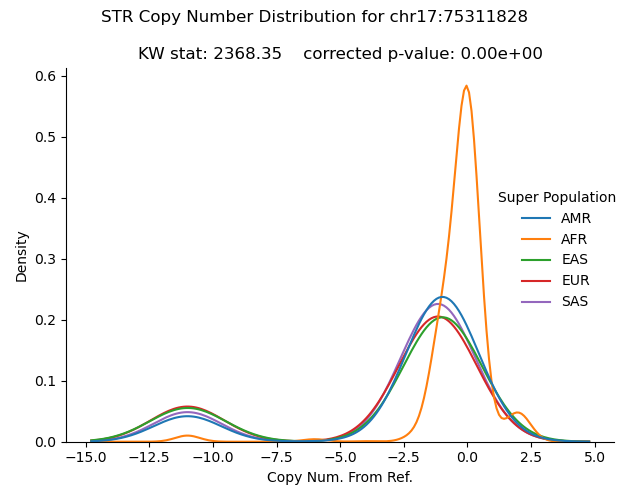 STR Copy Number Distribution for chr17:75311828
KW stat: 2368.35    corrected p-value: 0.00e+00
0.6
0.5
0.4
0.3
0.2
0.1
0.0
Density
Super Population
AMR
AFR
EAS
EUR
SAS
−15.0 −12.5 −10.0 −7.5 −5.0 −2.5 0.0 2.5 5.0
Copy Num. From Ref.